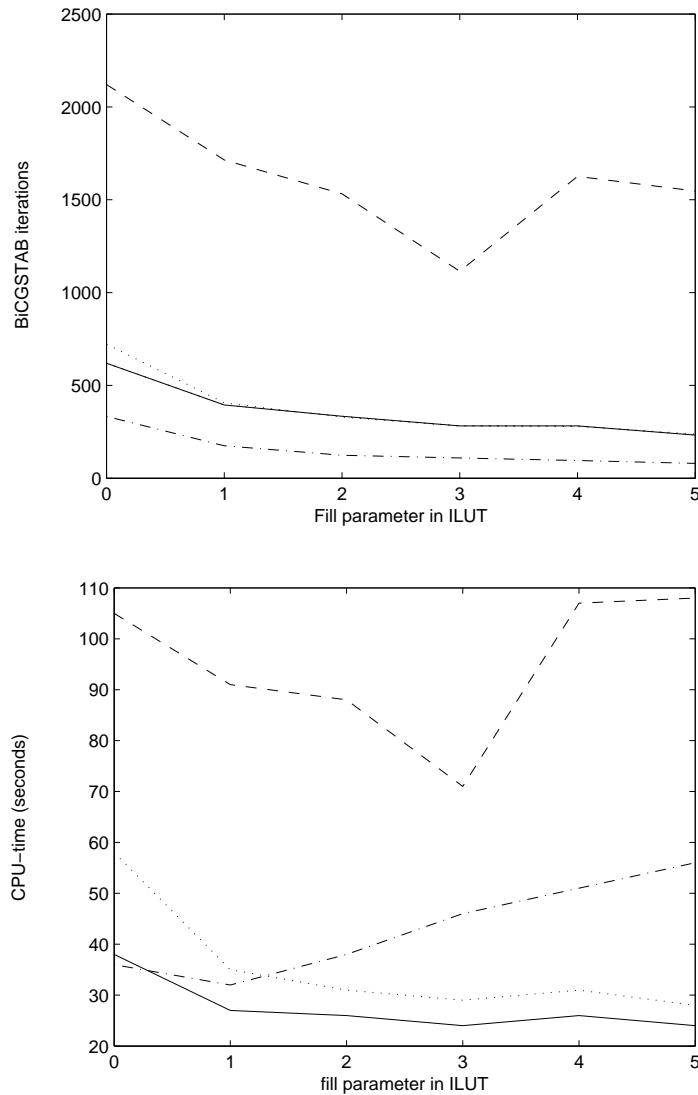 2500
2000
1500
1000
500
0
BiCGSTAB iterations
0 1 2 3 4 5
Fill parameter in ILUT
110
100
90
80
70
60
50
40
30
20
CPU-time (seconds)
0 1 2 3 4 5
fill parameter in ILUT